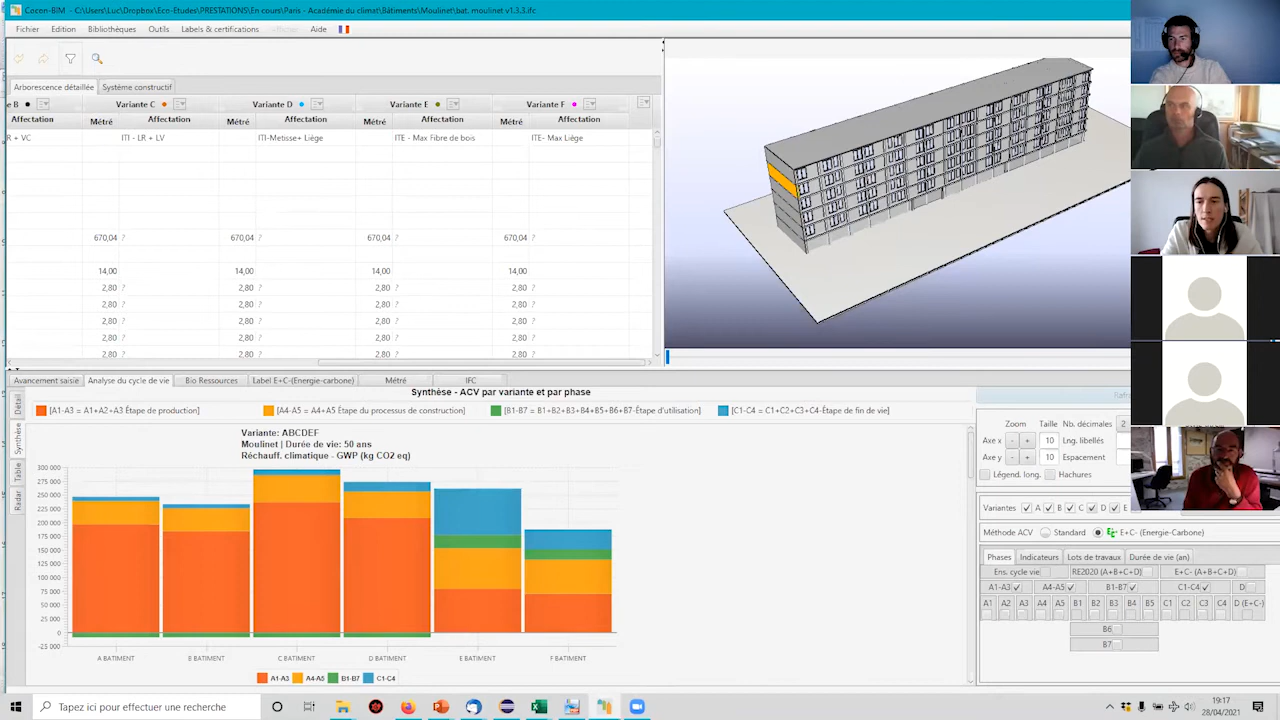 Cocon-BIM - C:\Users\Luc\Dropbox\Eco-Etudes\PRESTATIONS\En cours\Paris - Académie du climat\Bâtiments\Moulinet\bat. moulinet v1.3.3.ifc
Fichier Edition Bibliothèques Outils Labels & certifications Aide
Arborescence détaillée Système constructif
e B Variante C Variante D Variante E Variante F
Affectation Métré Affectation Métré Affectation Métré Affectation Métré Affectation
R + VC ITI - LR + LV ITI-Metisse+ Liège ITE - Max Fibre de bois ITE- Max Liège
670,04 ? 670,04 ? 670,04 ? 670,04 ?
14,00 14,00 14,00 14,00
2,80 ? 2,80 ? 2,80 ? 2,80 ?
2,80 ? 2,80 ? 2,80 ? 2,80 ?
2,80 ? 2,80 ? 2,80 ? 2,80 ?
2,80 ? 2,80 ? 2,80 ? 2,80 ?
2,80 ? 2,80 ? 2,80 ? 2,80 ?
Avancement saisie Analyse du cycle de vie Bio Ressources Label E+C-(Energie-carbone) Métré IFC
Détail
Synthèse
Table
Radar
Synthèse - ACV par variante et par phase
[A1-A3 = A1+A2+A3 Étape de production] [A4-A5 = A4+A5 Étape du processus de construction] [B1-B7 = B1+B2+B3+B4+B5+B6+B7-Étape d'utilisation] [C1-C4 = C1+C2+C3+C4-Étape de fin de vie]
Variante: ABCDEF
Moulinet | Durée de vie: 50 ans
Réchauff. climatique - GWP (kg CO2 eq)
300 000
275 000
250 000
225 000
200 000
175 000
150 000
125 000
100 000
75 000
50 000
25 000
0
-25 000
A BATIMENT B BATIMENT C BATIMENT D BATIMENT E BATIMENT F BATIMENT
A1-A3 A4-A5 B1-B7 C1-C4
Zoom Taille Nb. décimales 2
Axe x - + 10 Lng. libellés
Axe y - + 10 Espacement
Légend. long. Hachures
Variantes A B C D E
Méthode ACV Standard E+C- (Energie-Carbone)
Phases Indicateurs Lots de travaux Durée de vie (an)
Ens. cycle vie RE2020 (A+B+C+D) E+C- (A+B+C+D)
A1-A3 A4-A5 B1-B7 C1-C4 D
A1 A2 A3 A4 A5 B1 B2 B3 B4 B5 C1 C2 C3 C4 D (E+C-)
B6
B7
Tapez ici pour effectuer une recherche
19:17
28/04/2021